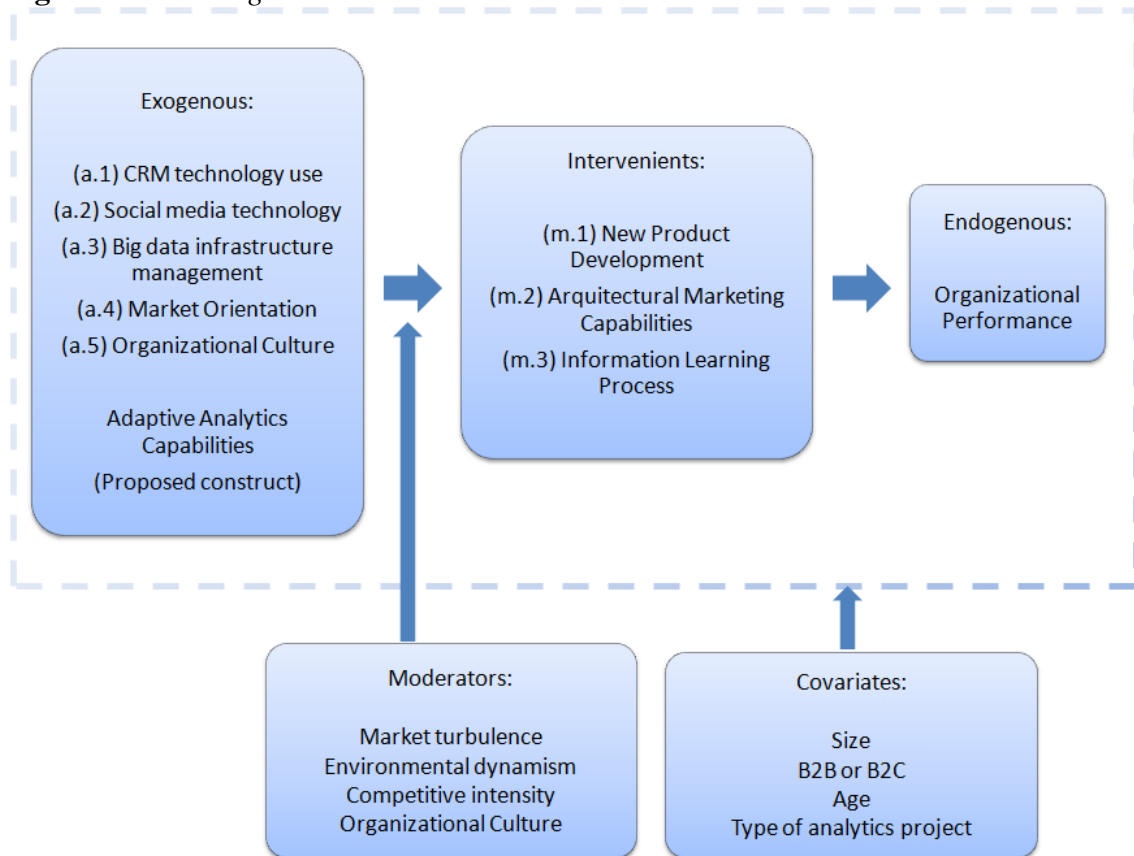 Exogenous:
(a.1) CRM technology use
(a.2) Social media technology
(a.3) Big data infrastructure
management
(a.4) Market Orientation
(a.5) Organizational Culture
Adaptive Analytics
Capabilities
(Proposed construct)
Intervenients:
(m.1) New Product
Development
(m.2) Arquitectural Marketing
Capabilities
(m.3) Information Learning
Process
Endogenous:
Organizational
Performance
Moderators:
Market turbulence
Environmental dynamism
Competitive intensity
Organizational Culture
Covariates:
Size
B2B or B2C
Age
Type of analytics project